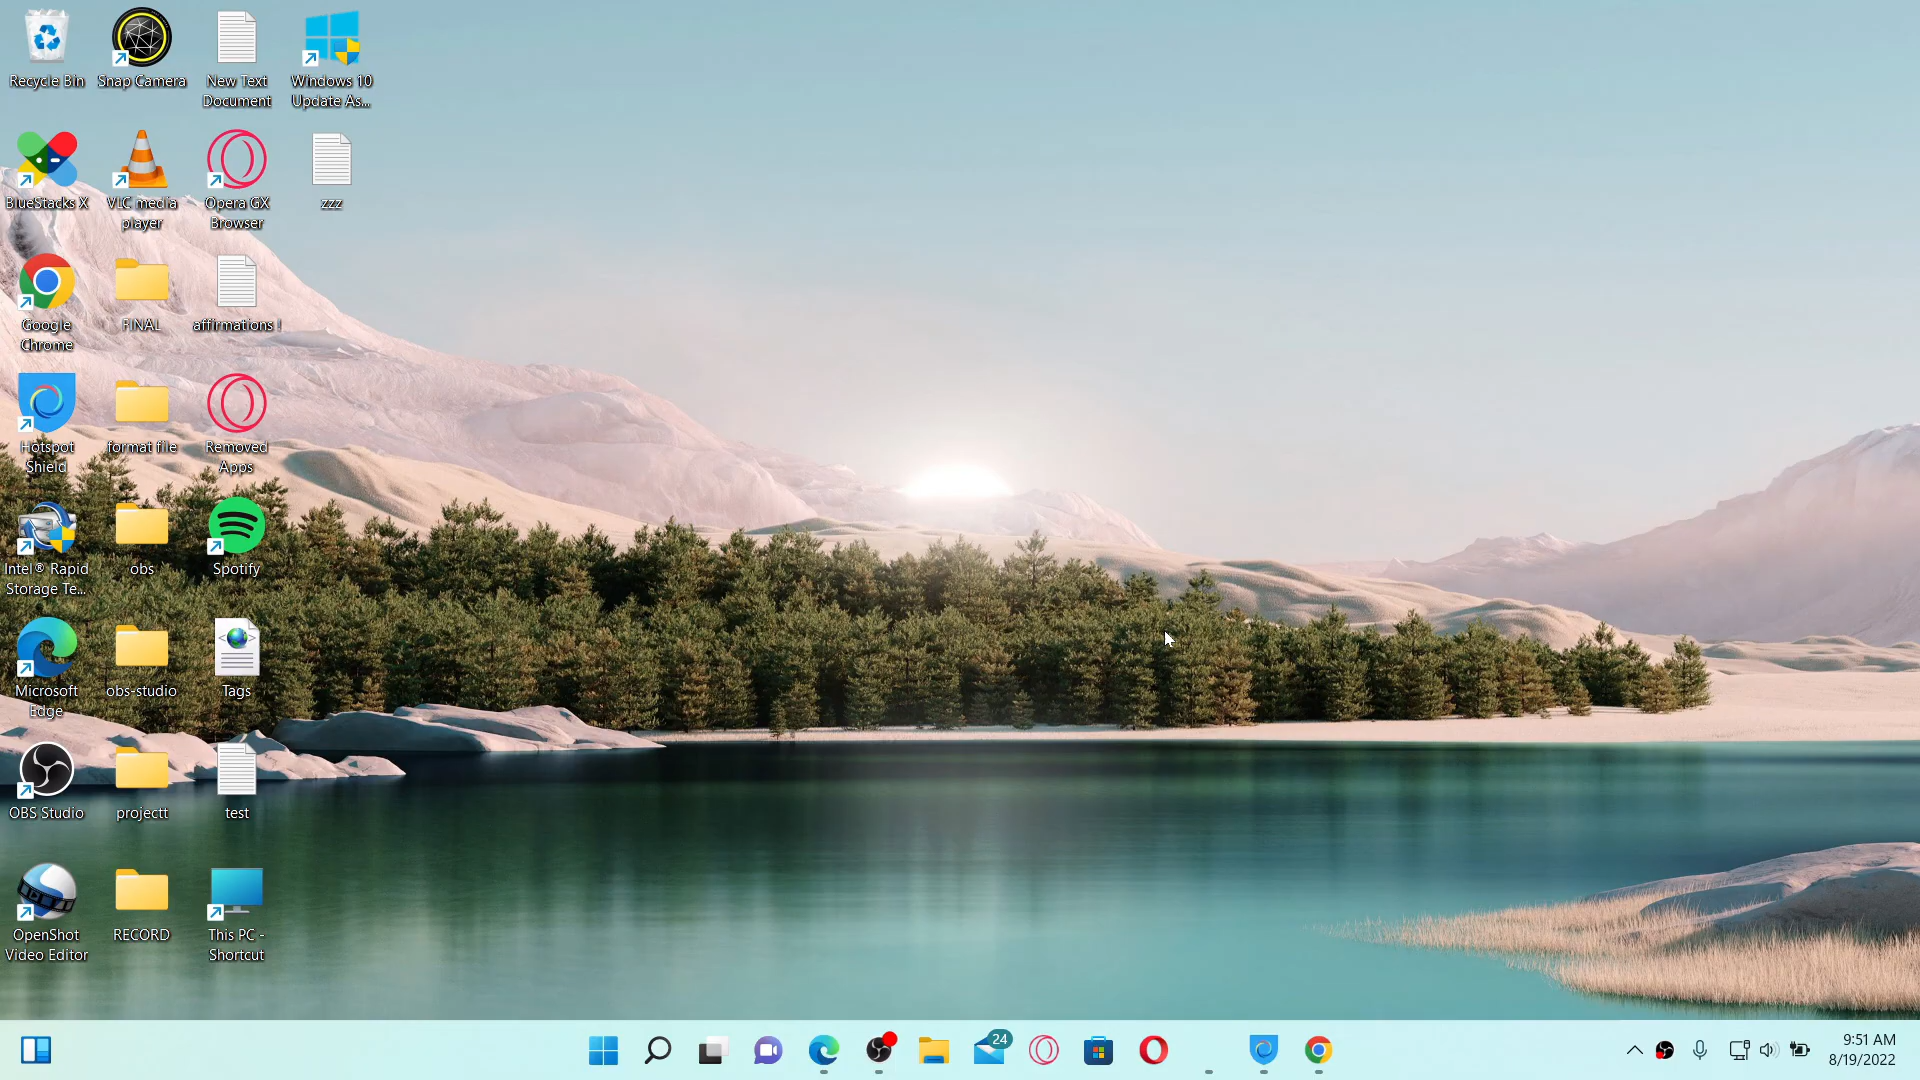 Recycle Bin
Snap Camera
New Text
Document
Windows 10
Update As...
BlueStacks X
VLC media
player
Opera GX
Browser
zzz
Google
Chrome
FINAL
affirmations !
Hotspot
Shield
format file
Removed
Apps
Intel® Rapid
Storage Te...
obs
Spotify
Microsoft
Edge
obs-studio
Tags
OBS Studio
projectt
test
OpenShot
Video Editor
RECORD
This PC -
Shortcut
24
9:51 AM
8/19/2022